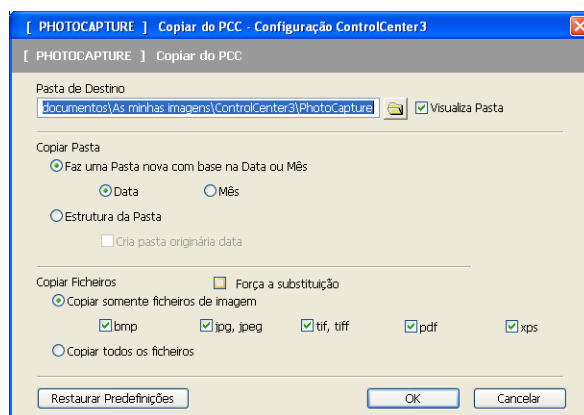 [ PHOTOCAPTURE ] Copiar do PCC - Configuração ControlCenter3
[ PHOTOCAPTURE ] Copiar do PCC
Pasta de Destino
documentos\As minhas imagens\ControlCenter3\PhotoCapture
Visualiza Pasta
Copiar Pasta
Faz uma Pasta nova com base na Data ou Mês
Data Mês
Estrutura da Pasta
Cria pasta originária data
Copiar Ficheiros Força a substituição
Copiar somente ficheiros de imagem
bmp jpg, jpeg tif, tiff pdf xps
Copiar todos os ficheiros
Restaurar Predefinições OK Cancelar